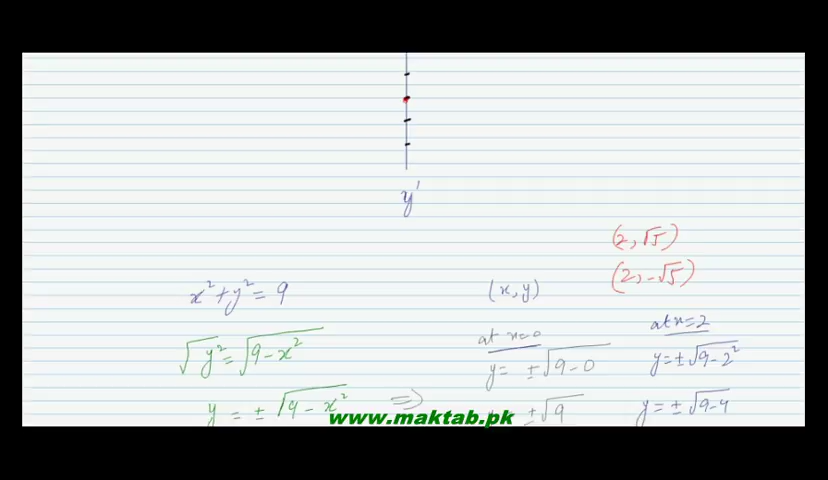 y'
(2, √5)
(2, -√5)
x² + y² = 9
(x, y)
at x=0
at x=2
√y² = √9-x²
y= ±√9-0
y= ±√9-2²
y = ± √9-x² ⇒
±√9
y= ±√9-4
www.maktab.pk